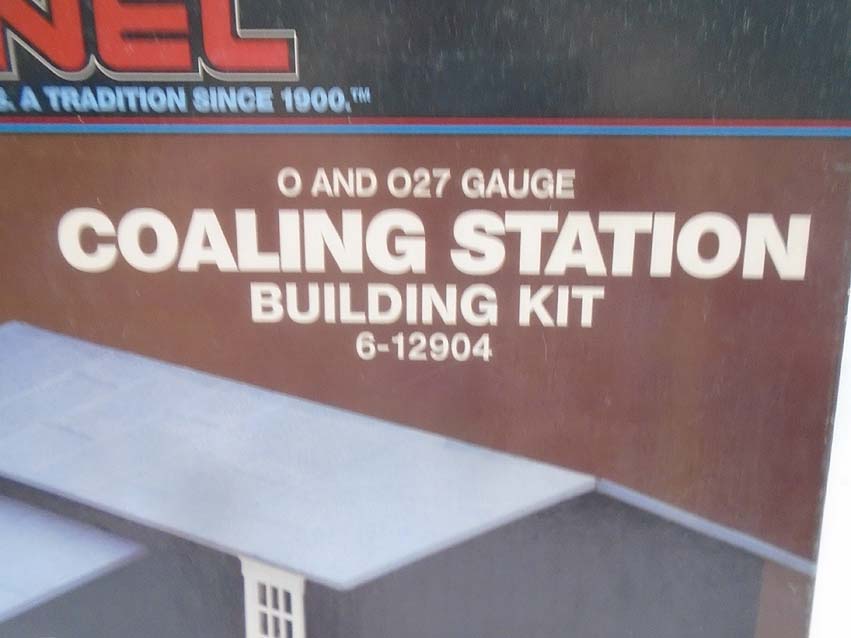 NEL
S. A TRADITION SINCE 1900.™
O AND O27 GAUGE
COALING STATION
BUILDING KIT
6-12904